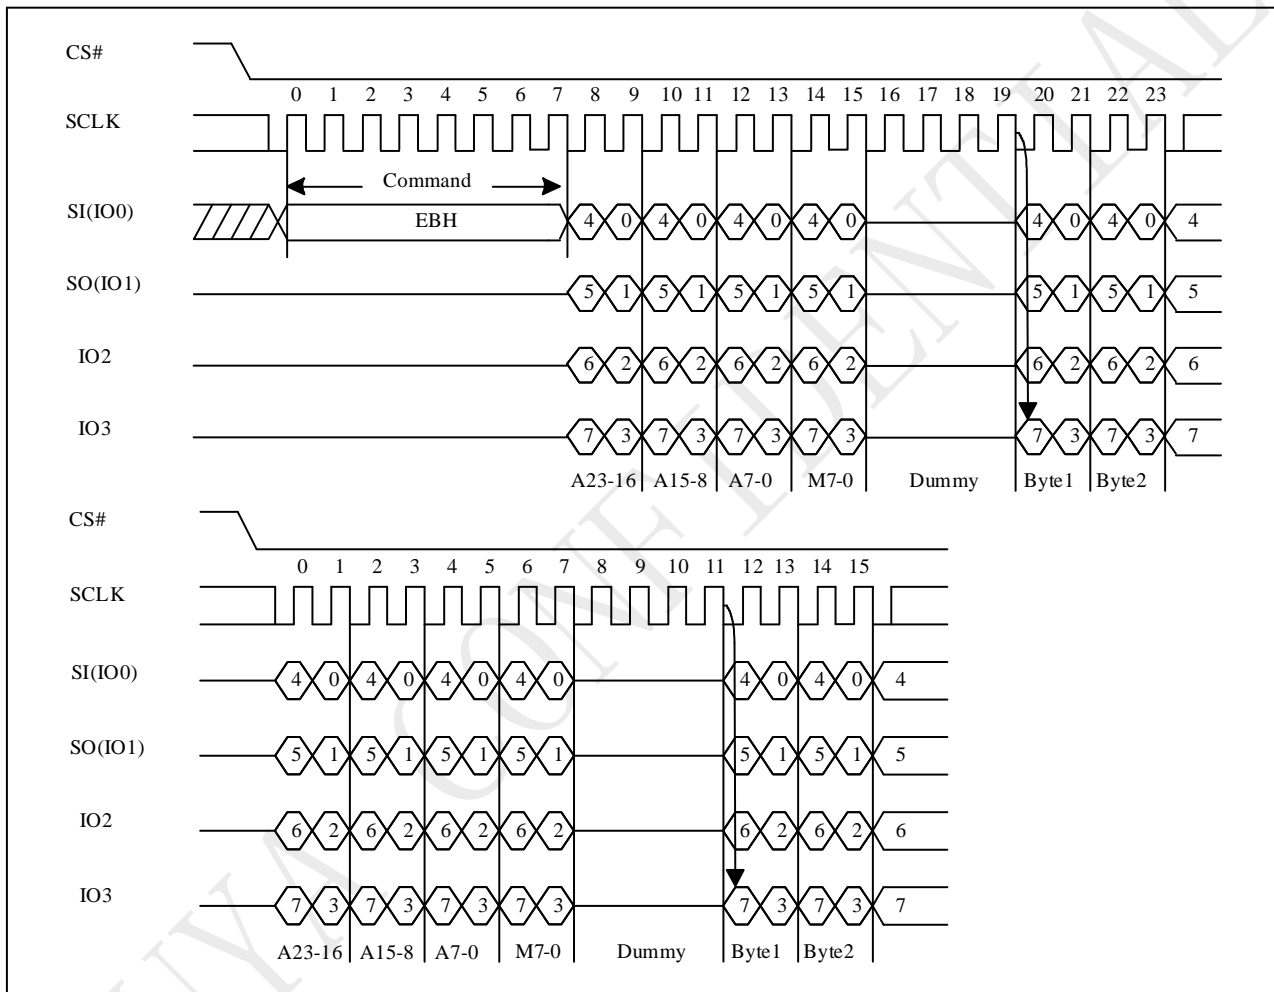 CS#
0 1 2 3 4 5 6 7 8 9 10 11 12 13 14 15 16 17 18 19 20 21 22 23
SCLK
Command
SI(IO0) EBH 4 0 4 0 4 0 4 0 4 0 4 0 4
SO(IO1) 5 1 5 1 5 1 5 1 5 1 5 1 5
IO2 6 2 6 2 6 2 6 2 6 2 6 2 6
IO3 7 3 7 3 7 3 7 3 7 3 7 3 7
A23-16 A15-8 A7-0 M7-0 Dummy Byte1 Byte2
CS#
0 1 2 3 4 5 6 7 8 9 10 11 12 13 14 15
SCLK
SI(IO0) 4 0 4 0 4 0 4 0 4 0 4 0 4
SO(IO1) 5 1 5 1 5 1 5 1 5 1 5 1 5
IO2 6 2 6 2 6 2 6 2 6 2 6 2 6
IO3 7 3 7 3 7 3 7 3 7 3 7 3 7
A23-16 A15-8 A7-0 M7-0 Dummy Byte1 Byte2
UYA CONFIDENTIAL